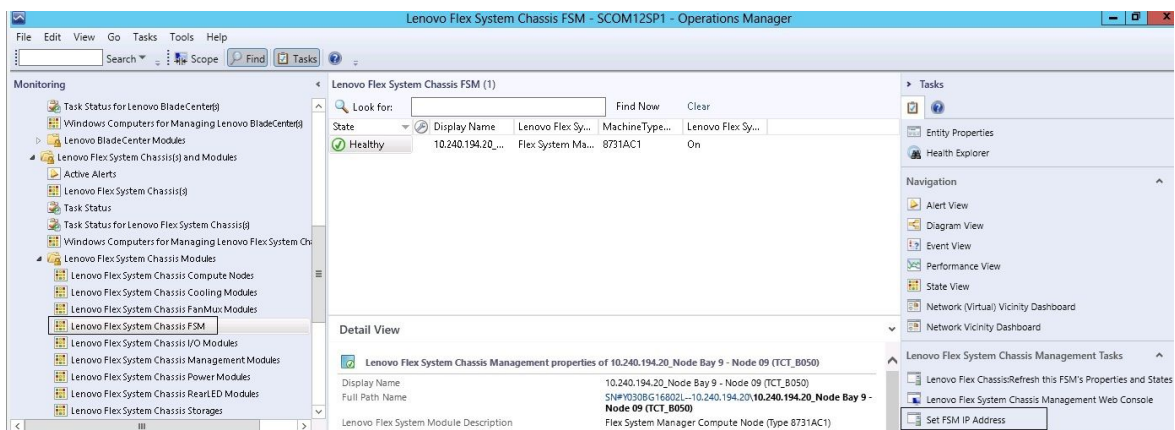 Lenovo Flex System Chassis FSM - SCOM12SP1 - Operations Manager
File Edit View Go Tasks Tools Help
Search Scope Find Tasks
Monitoring
Task Status for Lenovo BladeCenter(s)
Windows Computers for Managing Lenovo BladeCenter(s)
Lenovo BladeCenter Modules
Lenovo Flex System Chassis(s) and Modules
Active Alerts
Lenovo Flex System Chassis(s)
Task Status
Task Status for Lenovo Flex System Chassis(s)
Windows Computers for Managing Lenovo Flex System Ch
Lenovo Flex System Chassis Modules
Lenovo Flex System Chassis Compute Nodes
Lenovo Flex System Chassis Cooling Modules
Lenovo Flex System Chassis FanMux Modules
Lenovo Flex System Chassis FSM
Lenovo Flex System Chassis I/O Modules
Lenovo Flex System Chassis Management Modules
Lenovo Flex System Chassis Power Modules
Lenovo Flex System Chassis RearLED Modules
Lenovo Flex System Chassis Storages
Lenovo Flex System Chassis FSM (1)
Look for: Find Now Clear
State Display Name Lenovo Flex Sy... MachineType... Lenovo Flex Sy...
Healthy 10.240.194.20_... Flex System Ma... 8731AC1 On
Detail View
Lenovo Flex System Chassis Management properties of 10.240.194.20_Node Bay 9 - Node 09 (TCT_B050)
Display Name 10.240.194.20_Node Bay 9 - Node 09 (TCT_B050)
Full Path Name SN#Y030BG16802L--10.240.194.20\10.240.194.20_Node Bay 9 -
Node 09 (TCT_B050)
Lenovo Flex System Module Description Flex System Manager Compute Node (Type 8731AC1)
Tasks
Entity Properties
Health Explorer
Navigation
Alert View
Diagram View
Event View
Performance View
State View
Network (Virtual) Vicinity Dashboard
Network Vicinity Dashboard
Lenovo Flex System Chassis Management Tasks
Lenovo Flex Chassis:Refresh this FSM's Properties and States
Lenovo Flex System Chassis Management Web Console
Set FSM IP Address